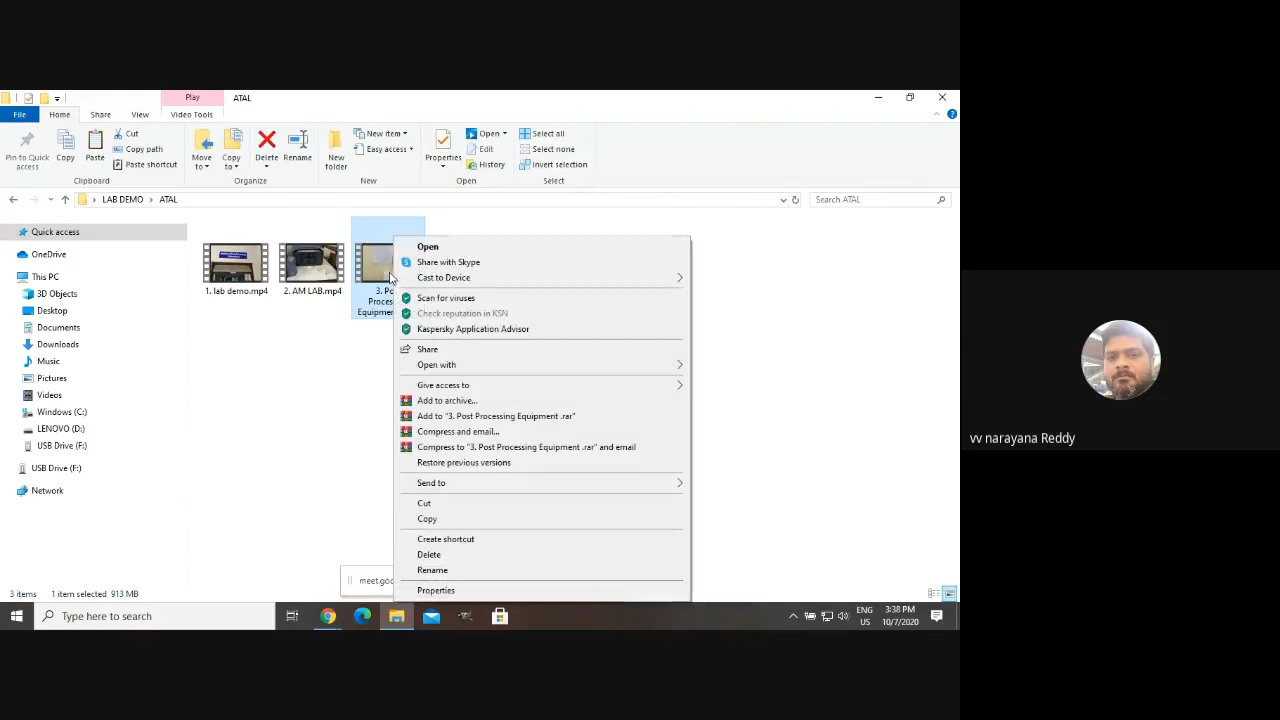 Play
ATAL
File
Home
Share
View
Video Tools
Pin to Quick access
Copy
Paste
Cut
Copy path
Paste shortcut
Clipboard
Move to
Copy to
Delete
Rename
Organize
New folder
New item
Easy access
New
Properties
Open
Edit
History
Open
Select all
Select none
Invert selection
Select
LAB DEMO
ATAL
Search ATAL
Quick access
OneDrive
This PC
3D Objects
Desktop
Documents
Downloads
Music
Pictures
Videos
Windows (C:)
LENOVO (D:)
USB Drive (F:)
USB Drive (F:)
Network
1. lab demo.mp4
2. AM LAB.mp4
3. Po
Proces
Equipmen
Open
Share with Skype
Cast to Device
Scan for viruses
Check reputation in KSN
Kaspersky Application Advisor
Share
Open with
Give access to
Add to archive...
Add to "3. Post Processing Equipment .rar"
Compress and email...
Compress to "3. Post Processing Equipment .rar" and email
Restore previous versions
Send to
Cut
Copy
Create shortcut
Delete
Rename
Properties
meet.goo
3 items
1 item selected 913 MB
Type here to search
ENG
US
3:38 PM
10/7/2020
vv narayana Reddy